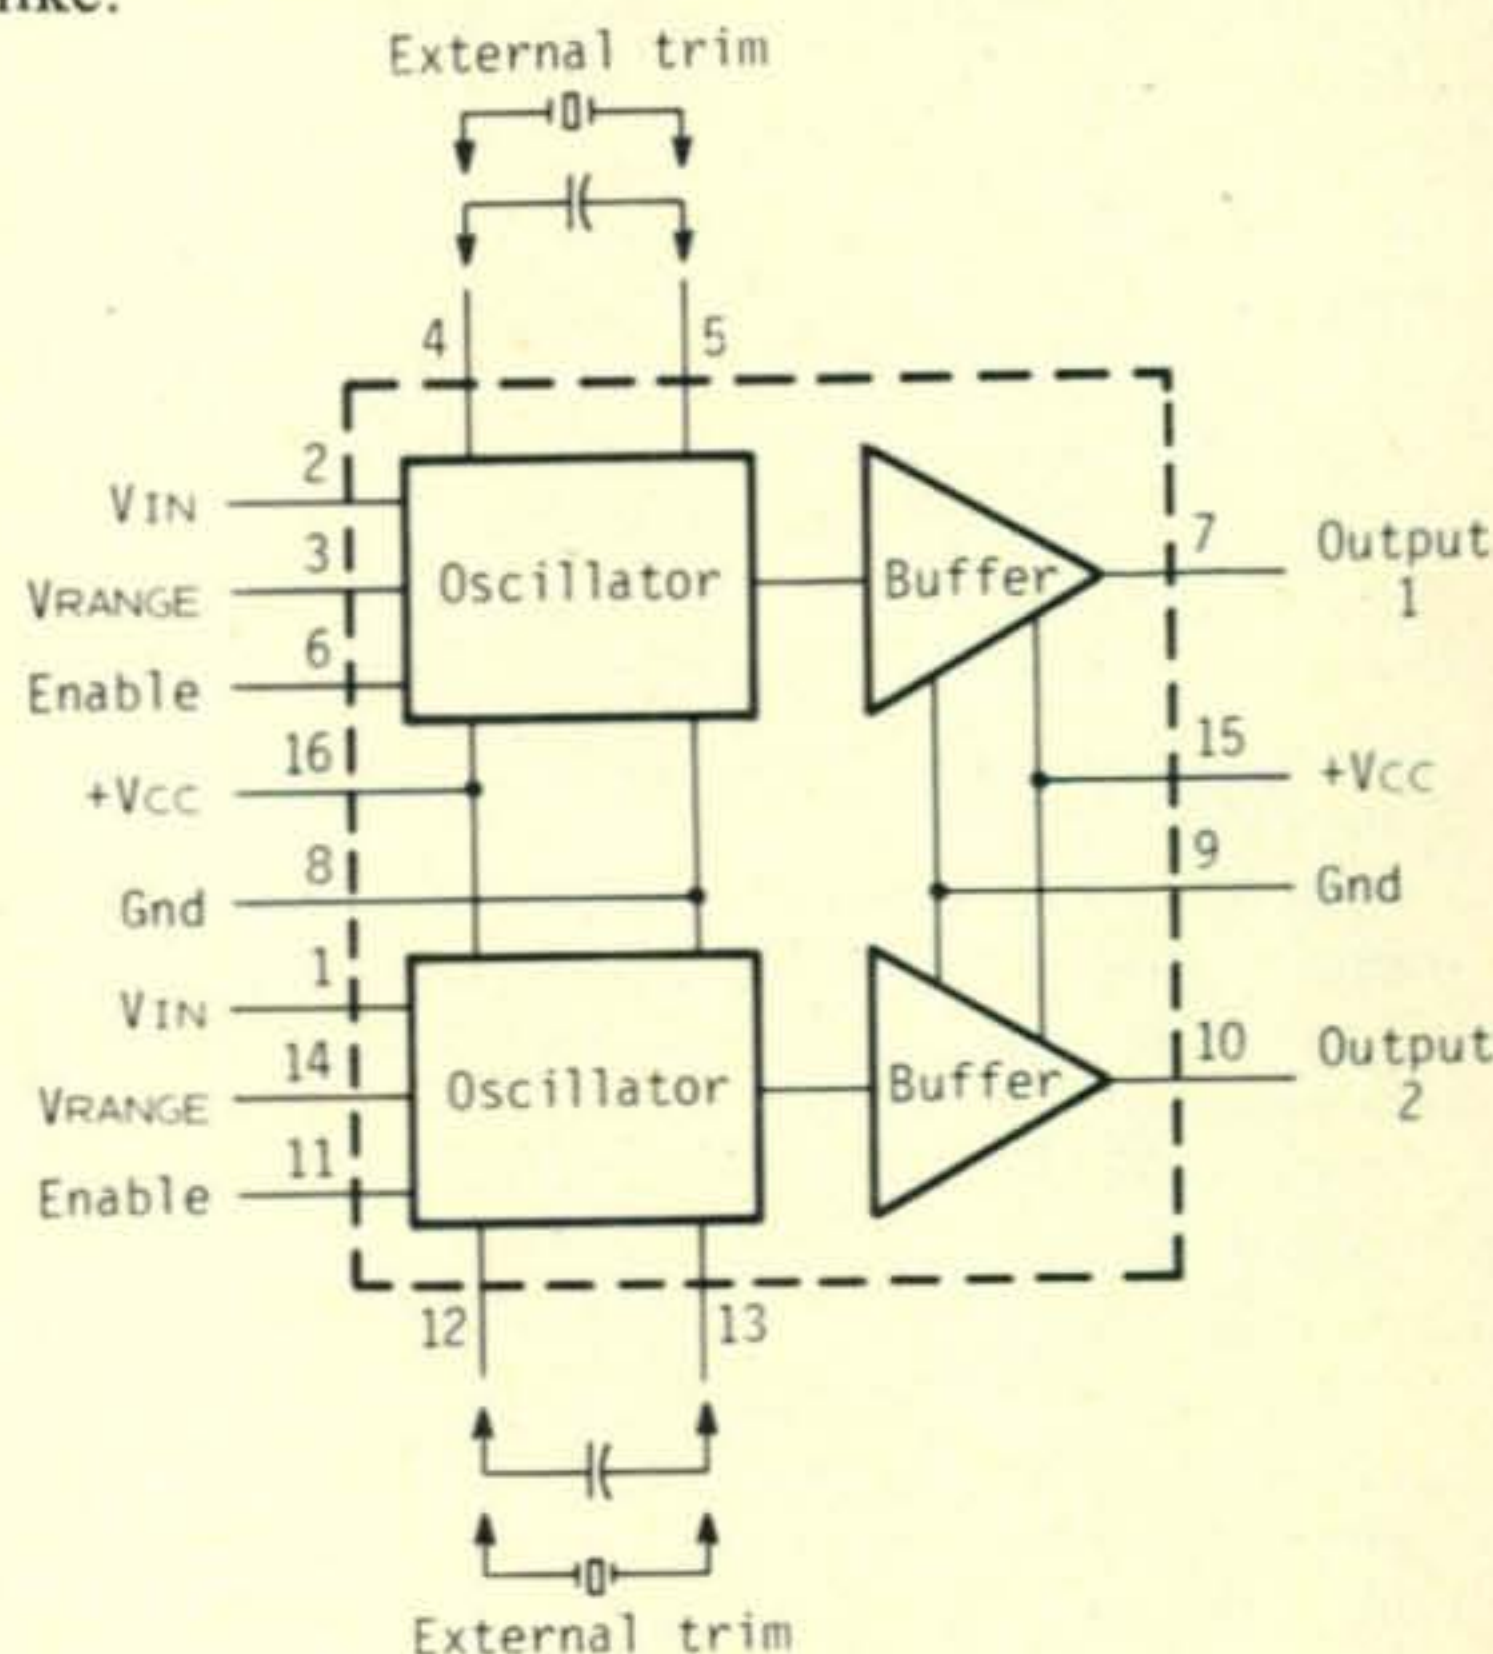 External trim
4
5
2
VIN
3
VRANGE
6
Enable
16
+VCC
8
Gnd
1
VIN
14
VRANGE
11
Enable
Oscillator
Buffer
7
Output
1
15
+VCC
9
Gnd
Oscillator
Buffer
10
Output
2
12
13
External trim